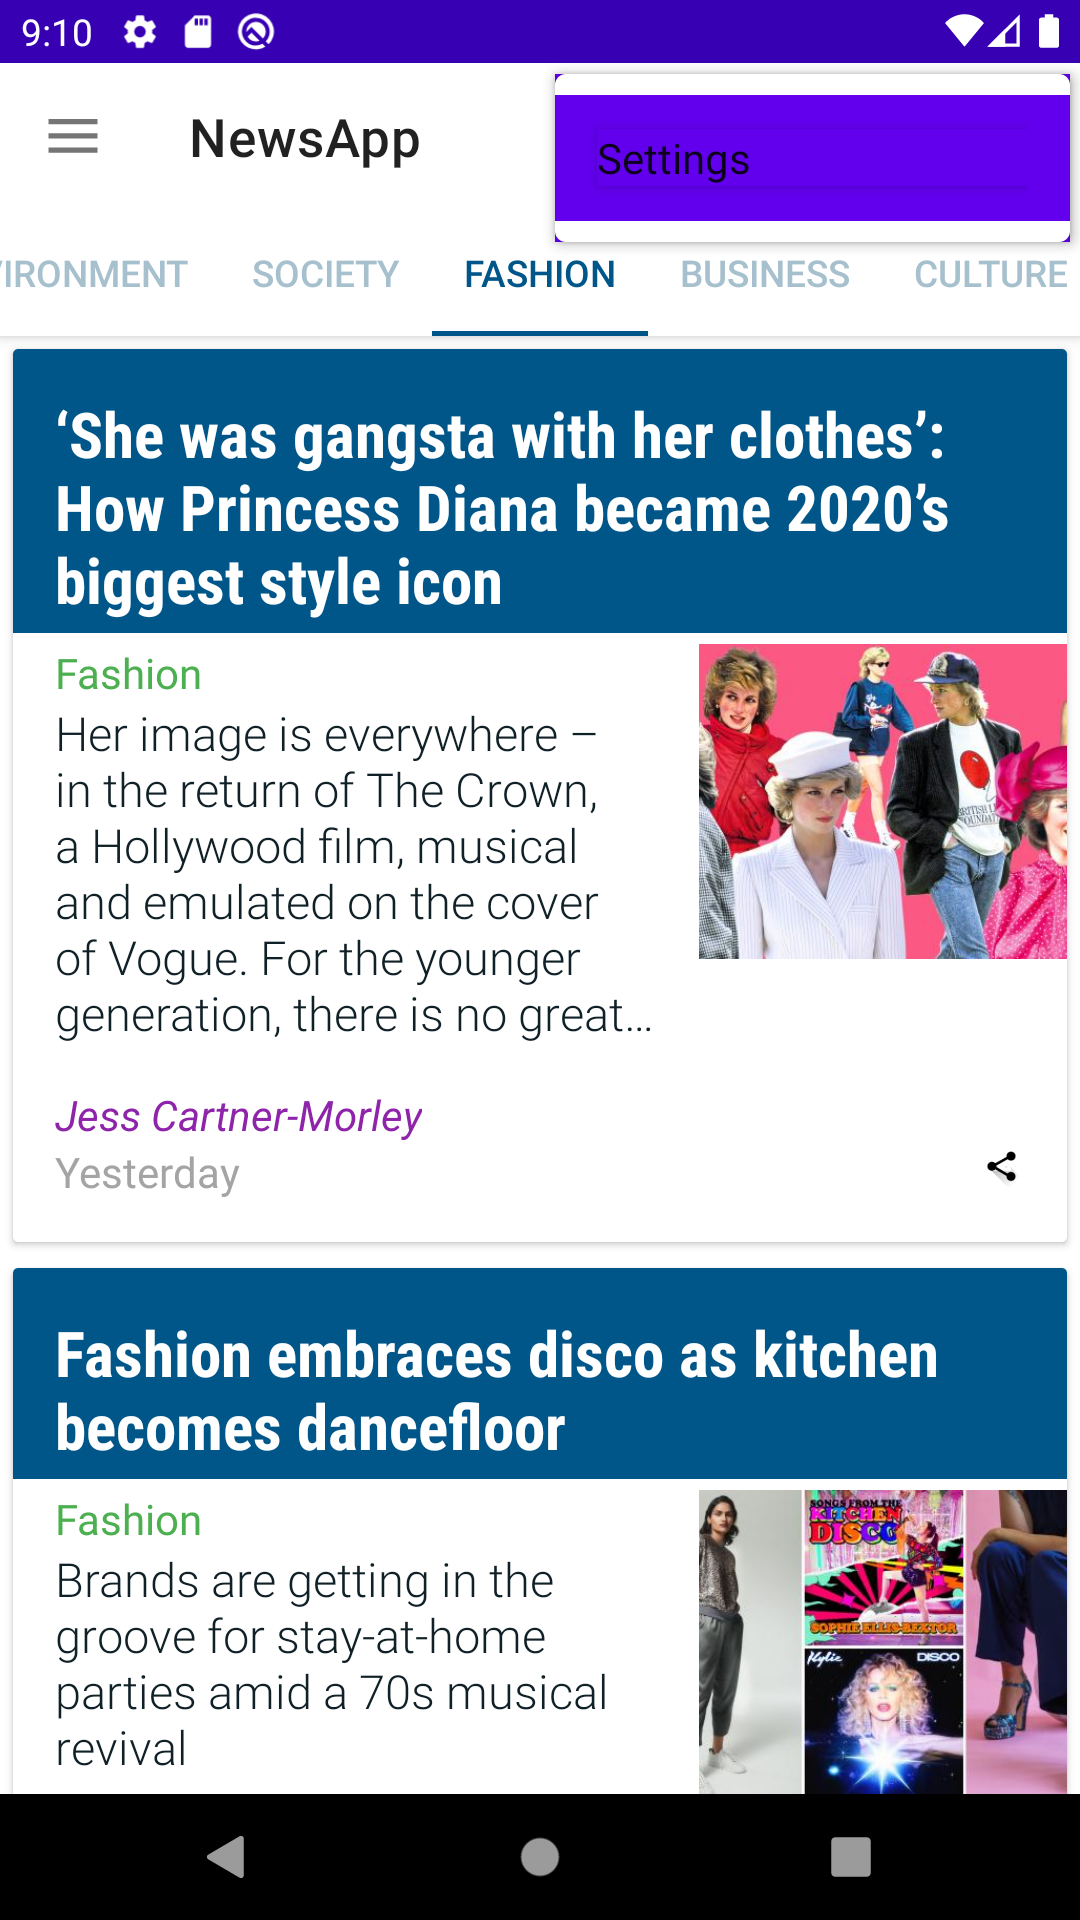 9:10
NewsApp
Settings
IRONMENT
SOCIETY
FASHION
BUSINESS
CULTURE
‘She was gangsta with her clothes’:
How Princess Diana became 2020’s
biggest style icon
Fashion
Her image is everywhere –
in the return of The Crown,
a Hollywood film, musical
and emulated on the cover
of Vogue. For the younger
generation, there is no great…
Jess Cartner-Morley
Yesterday
Fashion embraces disco as kitchen
becomes dancefloor
Fashion
Brands are getting in the
groove for stay-at-home
parties amid a 70s musical
revival
SONGS FROM THE
KITCHEN
DISCO
SOPHIE ELLIS-BEXTOR
Kylie
DISCO